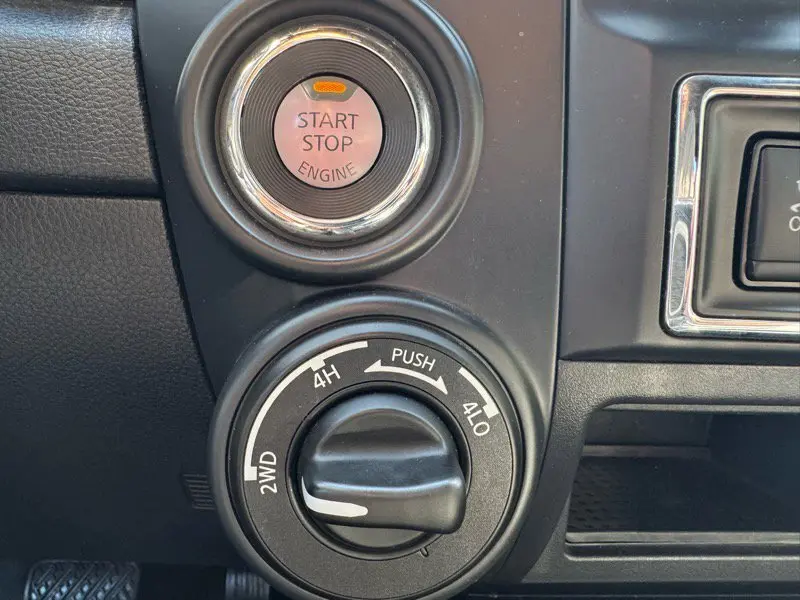 START
STOP
ENGINE
PUSH
4H
4LO
2WD